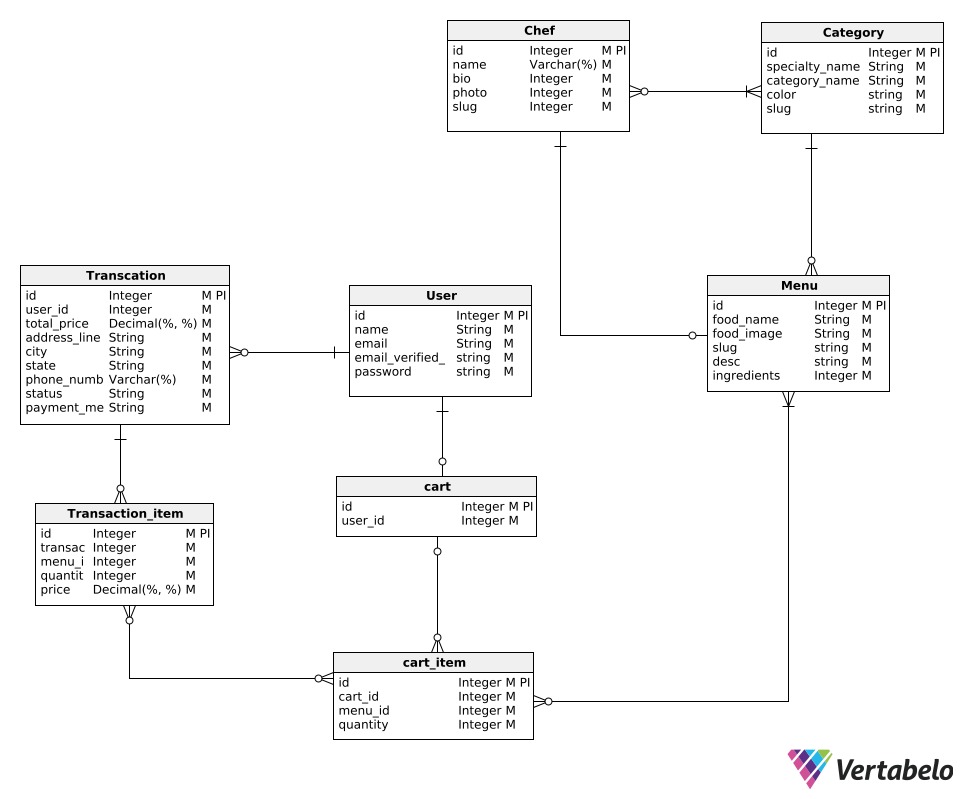 Chef
id Integer M PI
name Varchar(%) M
bio Integer M
photo Integer M
slug Integer M
Category
id Integer M PI
specialty_name String M
category_name String M
color string M
slug string M
Transcation
id Integer M PI
user_id Integer M
total_price Decimal(%, %) M
address_line String M
city String M
state String M
phone_numb Varchar(%) M
status String M
payment_me String M
User
id Integer M PI
name String M
email String M
email_verified_ string M
password string M
Menu
id Integer M PI
food_name String M
food_image String M
slug string M
desc string M
ingredients Integer M
cart
id Integer M PI
user_id Integer M
Transaction_item
id Integer M PI
transac Integer M
menu_i Integer M
quantit Integer M
price Decimal(%, %) M
cart_item
id Integer M PI
cart_id Integer M
menu_id Integer M
quantity Integer M
Vertabelo